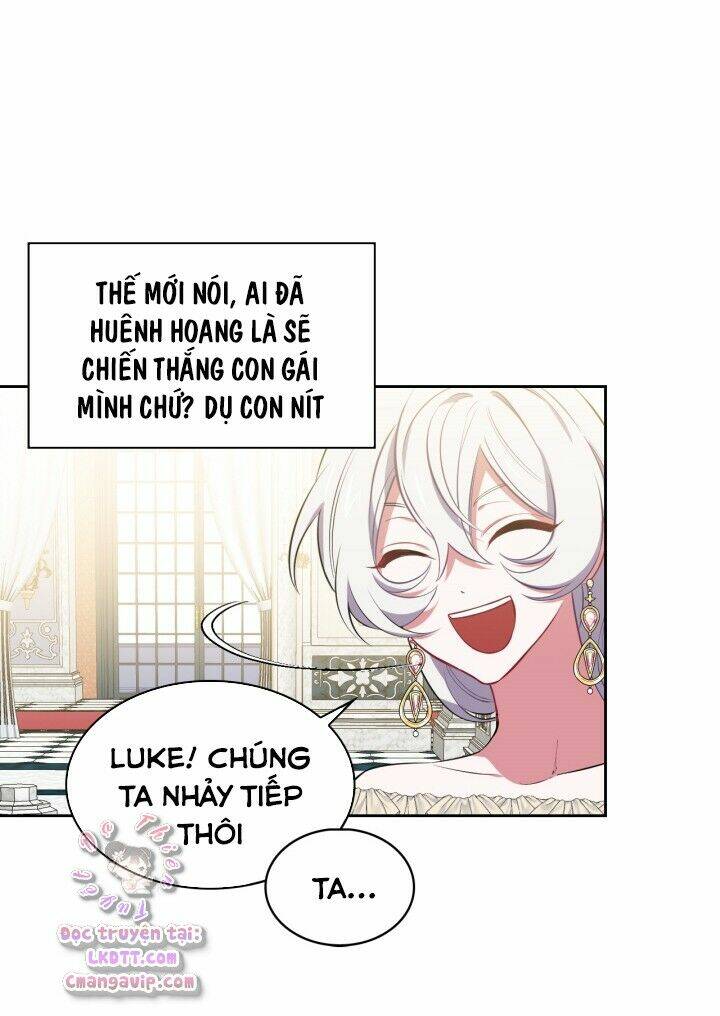 THẾ MỚI NÓI, AI ĐÃ
HUÊNH HOANG LÀ SẼ
CHIẾN THẮNG CON GÁI
MÌNH CHỨ? DỤ CON NÍT
LUKE! CHÚNG
TA NHẢY TIẾP
THÔI
TA...
Đọc truyện tại:
LKDTT.com
Cmangavip.com